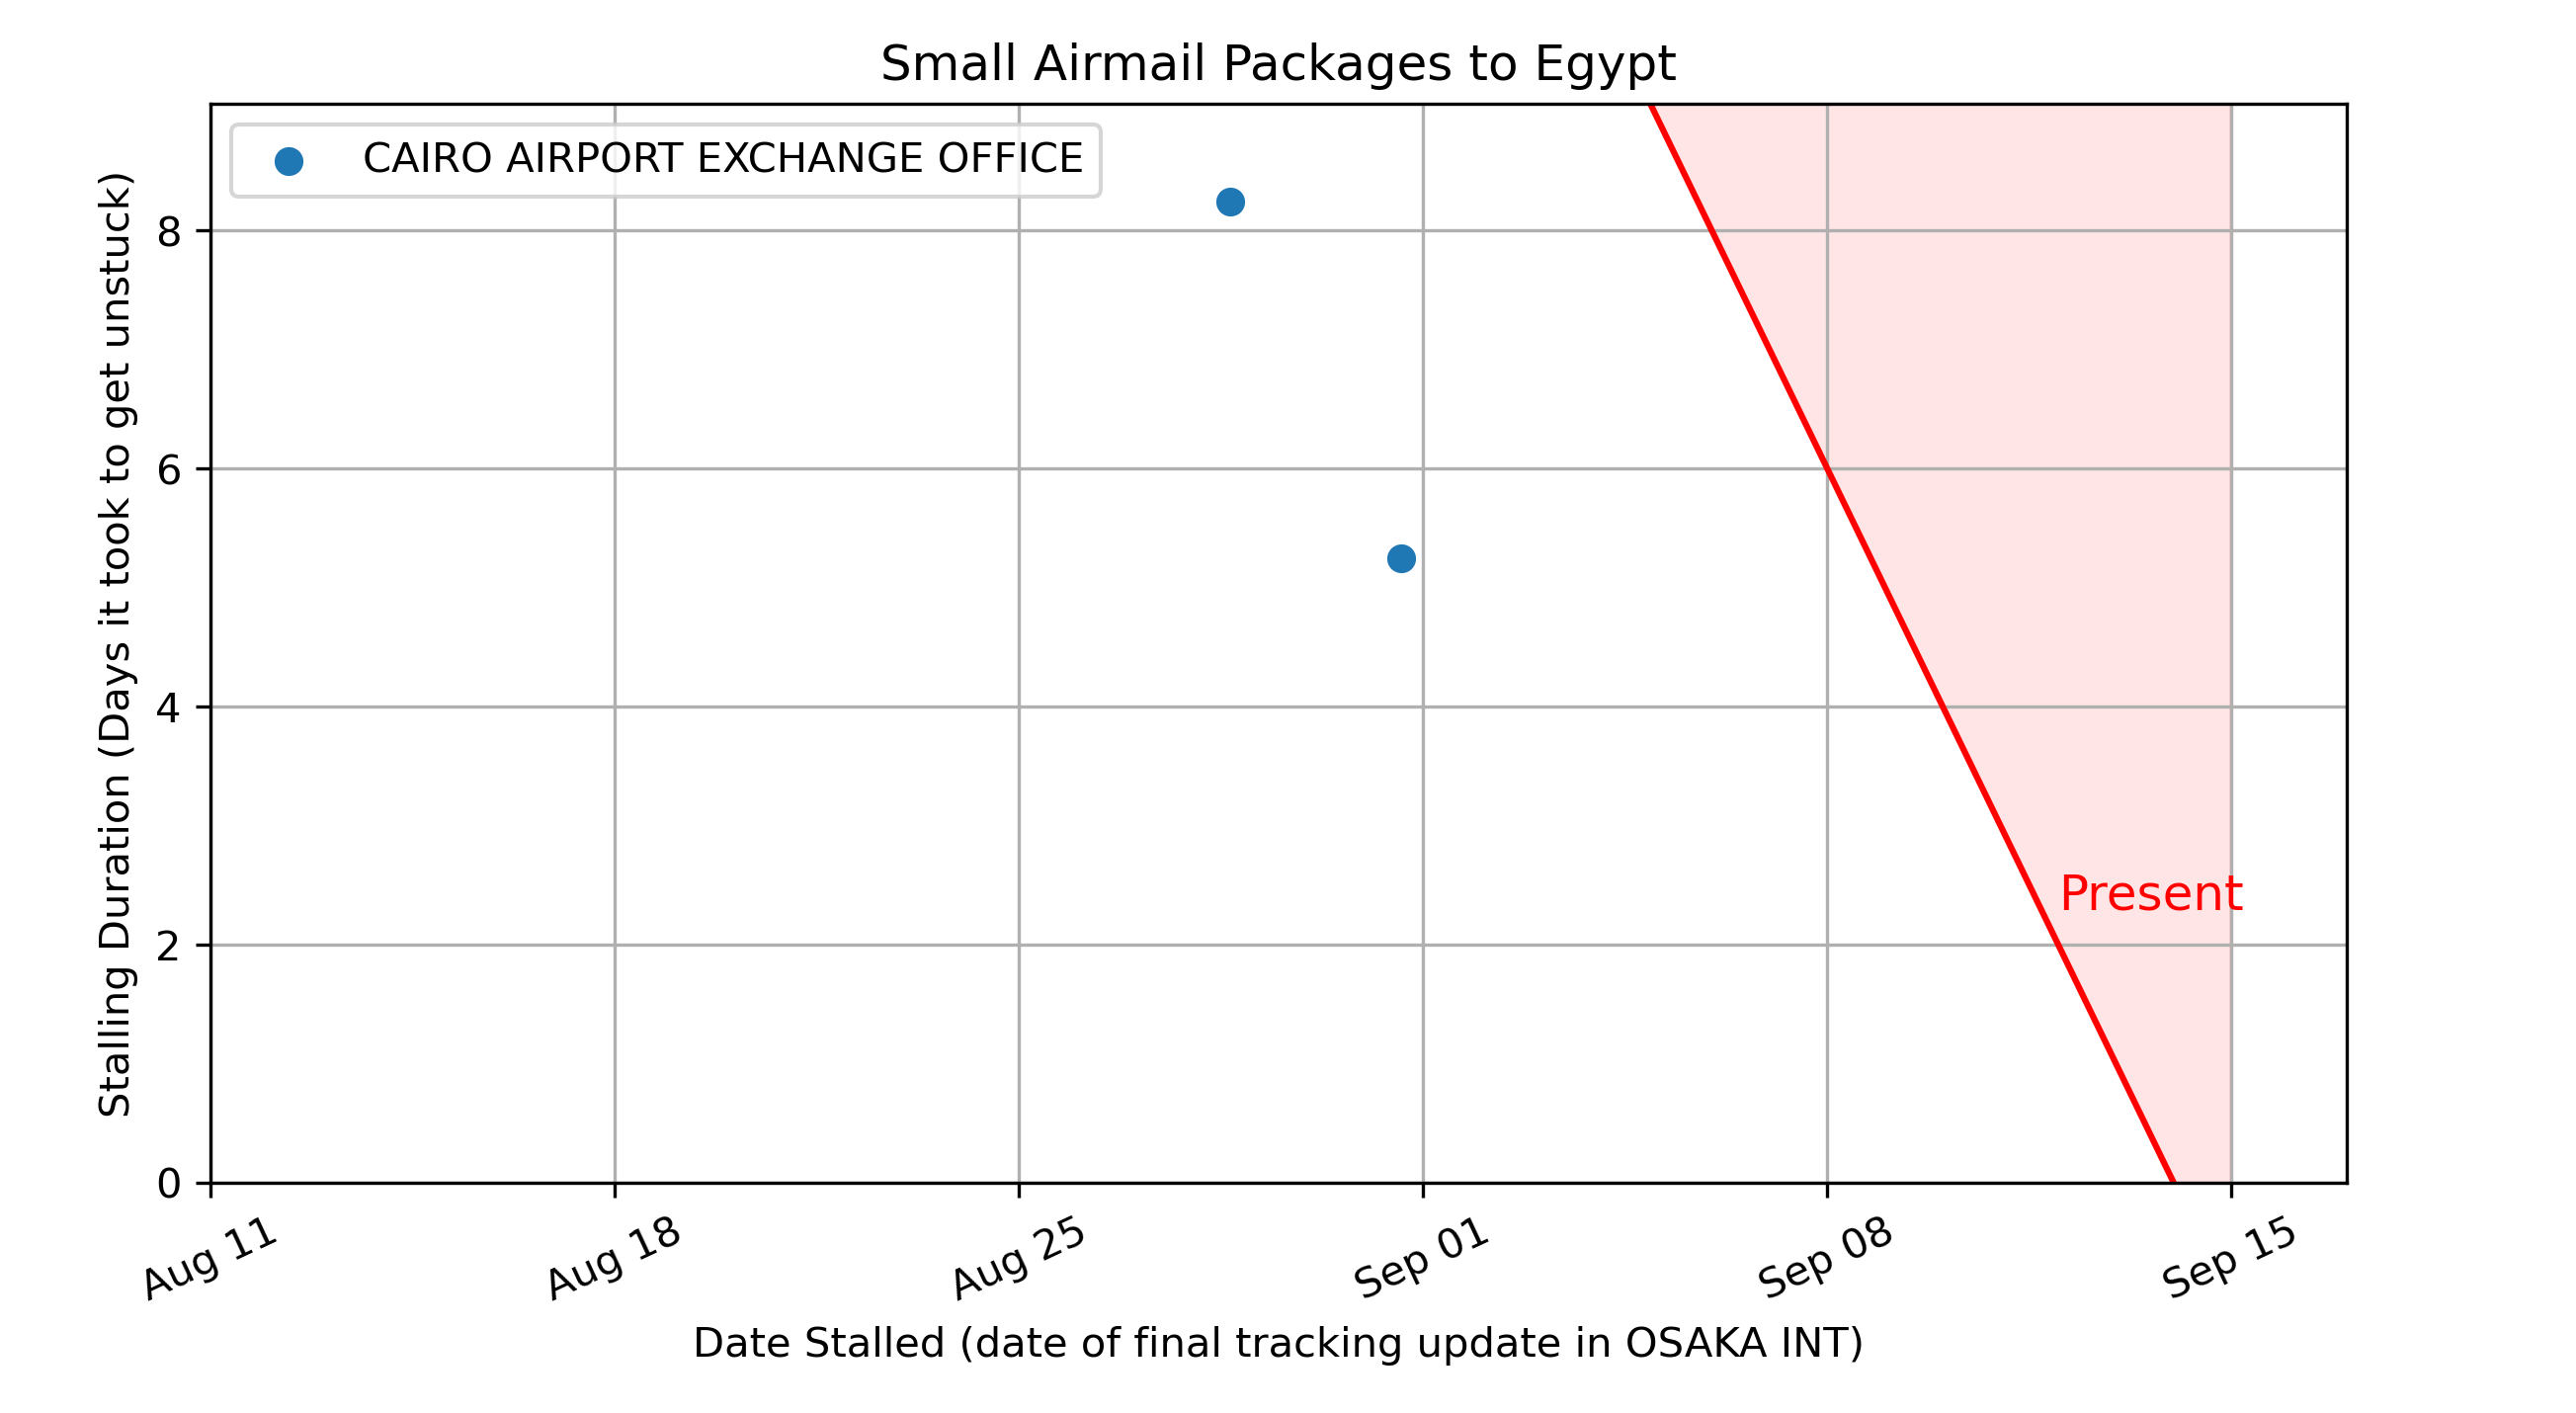 Small Airmail Packages to Egypt
CAIRO AIRPORT EXCHANGE OFFICE
Stalling Duration (Days it took to get unstuck)
8
6
4
2
0
Present
Aug 11
Aug 18
Aug 25
Sep 01
Sep 08
Sep 15
Date Stalled (date of final tracking update in OSAKA INT)